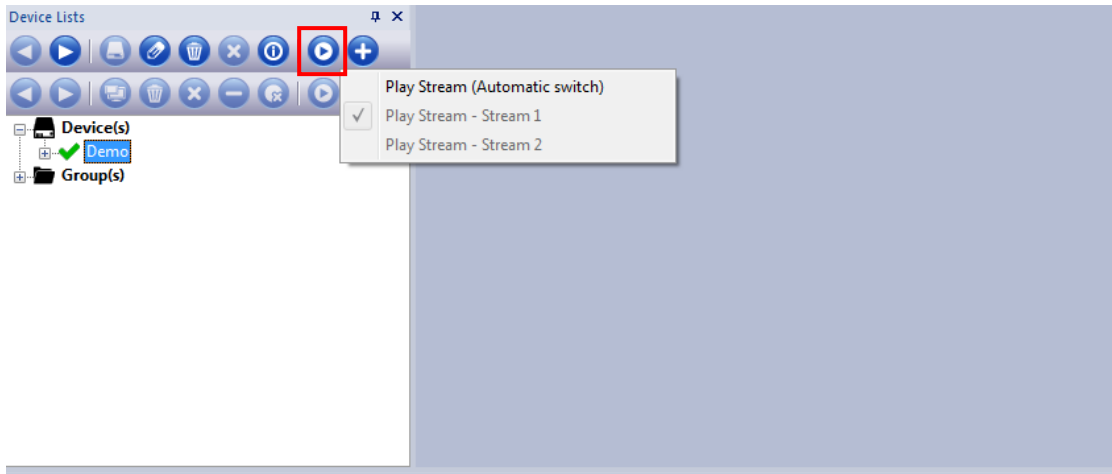 Device Lists
Play Stream (Automatic switch)
Play Stream - Stream 1
Play Stream - Stream 2
Device(s)
Demo
Group(s)